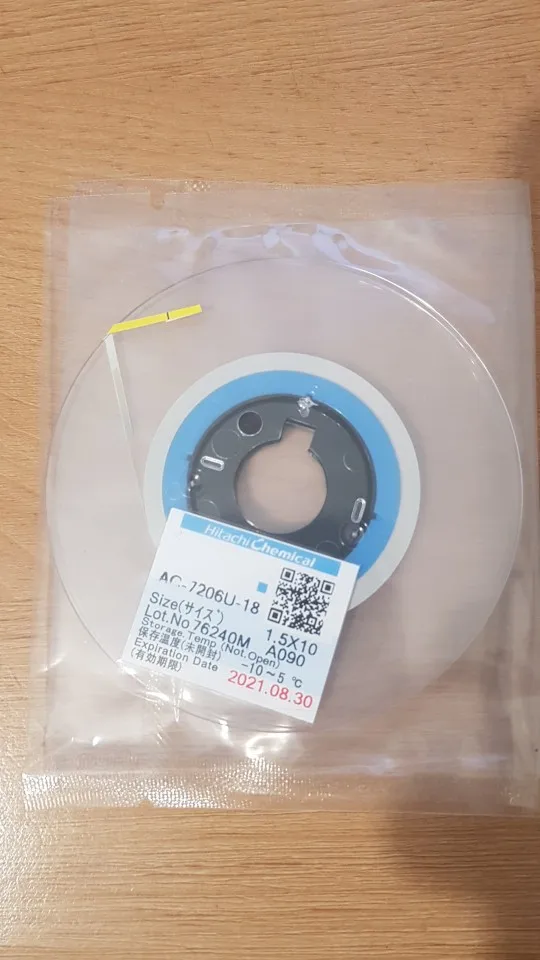 Hitachi Chemical
AC-7206U-18
Size(サイズ) 1.5X10
Lot.No 76240M A090
Storage.Temp.(Not.Open)
保存温度(未開封) -10~5 ℃
Expiration Date
(有効期限) 2021.08.30